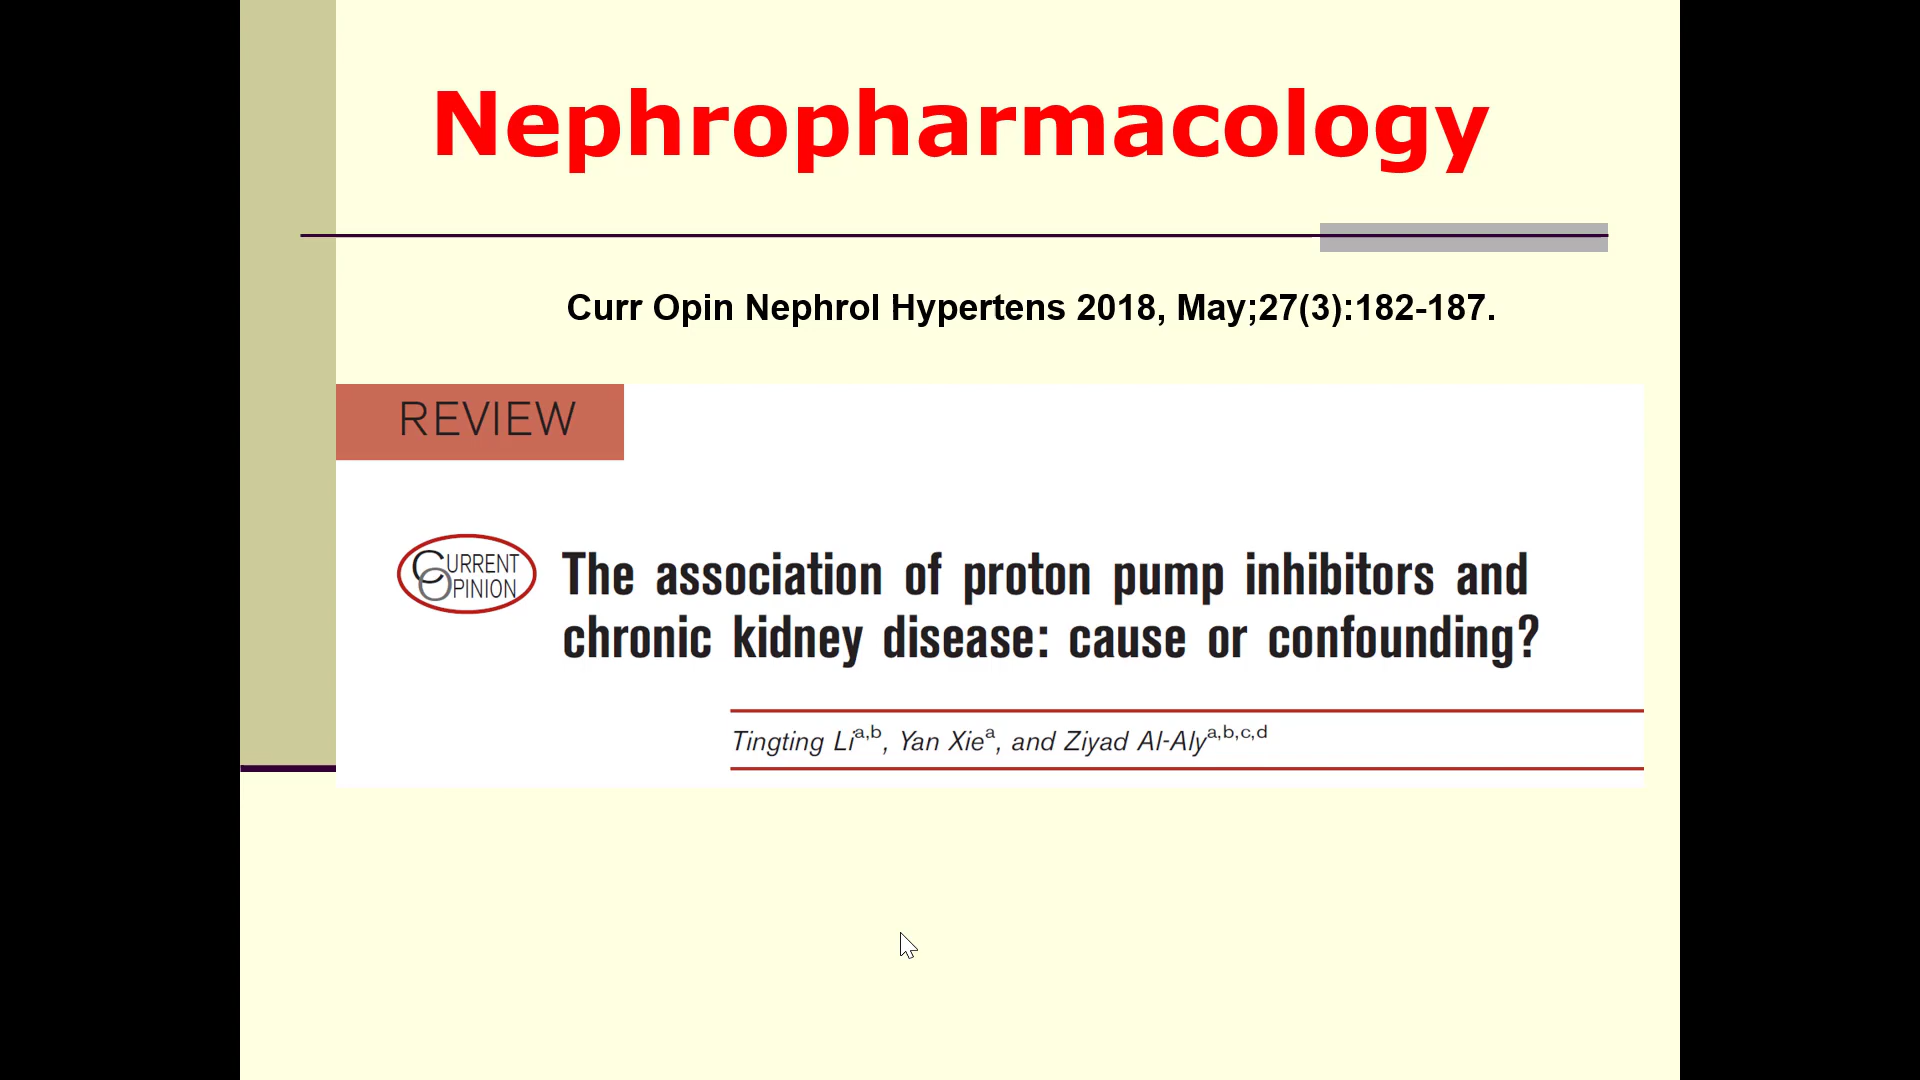 Nephropharmacology
Curr Opin Nephrol Hypertens 2018, May;27(3):182-187.
REVIEW
CURRENT
OPINION
The association of proton pump inhibitors and
chronic kidney disease: cause or confounding?
Tingting Li^a,b, Yan Xie^a, and Ziyad Al-Aly^a,b,c,d